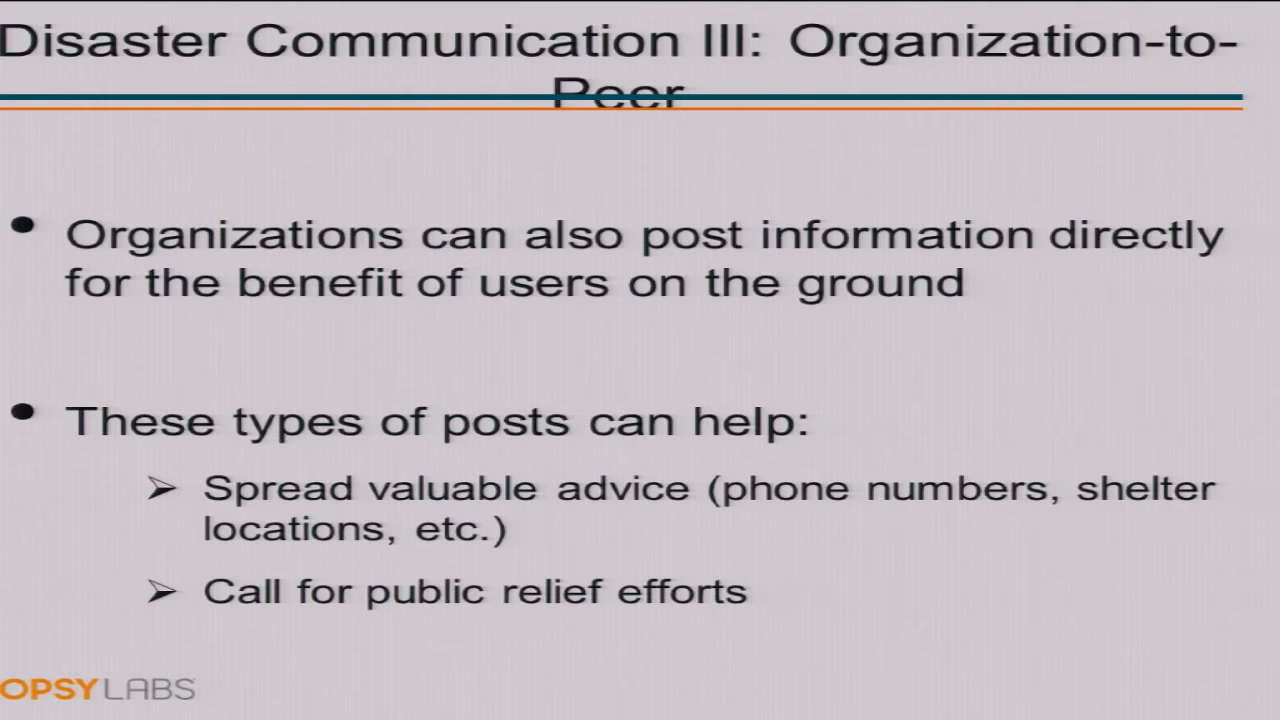 Disaster Communication III: Organization-to-
Peer
• Organizations can also post information directly
for the benefit of users on the ground
• These types of posts can help:
➢ Spread valuable advice (phone numbers, shelter
locations, etc.)
➢ Call for public relief efforts
OPSY LABS